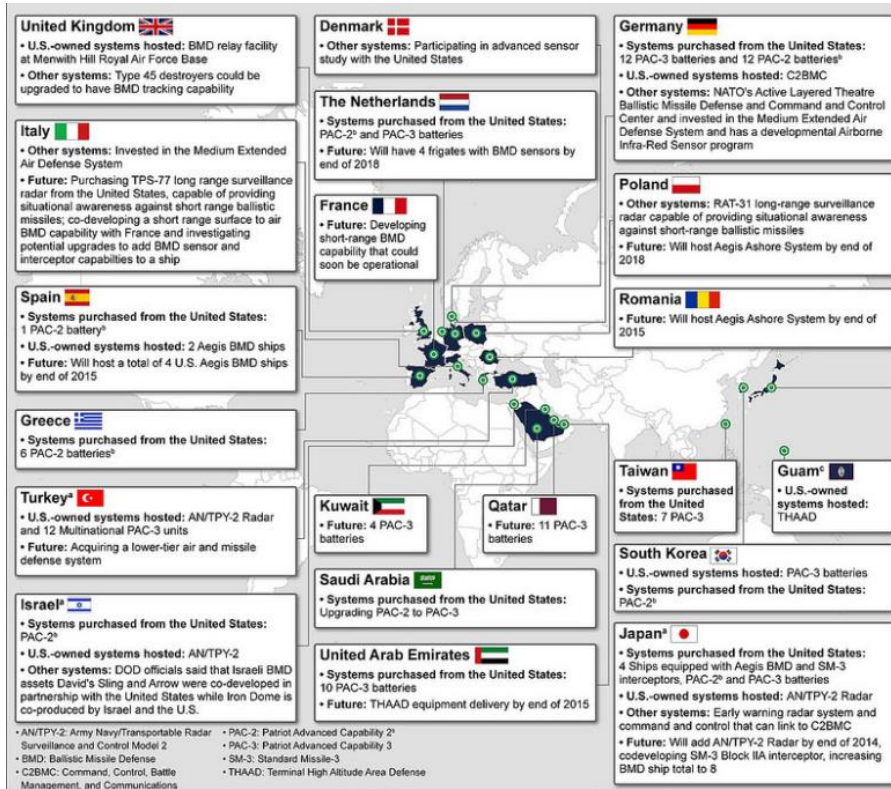 United Kingdom
• U.S.-owned systems hosted: BMD relay facility
at Menwith Hill Royal Air Force Base
• Other systems: Type 45 destroyers could be
upgraded to have BMD tracking capability
Italy
• Other systems: Invested in the Medium Extended
Air Defense System
• Future: Purchasing TPS-77 long range surveillance
radar from the United States, capable of providing
situational awareness against short range ballistic
missiles; co-developing a short range surface to air
BMD capability with France and investigating
potential upgrades to add BMD sensor and
interceptor capabilties to a ship
Spain
• Systems purchased from the United States:
1 PAC-2 batteryᵇ
• U.S.-owned systems hosted: 2 Aegis BMD ships
• Future: Will host a total of 4 U.S. Aegis BMD ships
by end of 2015
Greece
• Systems purchased from the United States:
6 PAC-2 batteriesᵇ
Turkeyᵃ
• U.S.-owned systems hosted: AN/TPY-2 Radar
and 12 Multinational PAC-3 units
• Future: Acquiring a lower-tier air and missile
defense system
Israelᵃ
• Systems purchased from the United States:
PAC-2ᵇ
• U.S.-owned systems hosted: AN/TPY-2
• Other systems: DOD officials said that Israeli BMD
assets David's Sling and Arrow were co-developed in
partnership with the United States while Iron Dome is
co-produced by Israel and the U.S.
Denmark
• Other systems: Participating in advanced sensor
study with the United States
The Netherlands
• Systems purchased from the United States:
PAC-2ᵇ and PAC-3 batteries
• Future: Will have 4 frigates with BMD sensors by
end of 2018
France
• Future: Developing
short-range BMD
capability that could
soon be operational
Kuwait
• Future: 4 PAC-3
batteries
Qatar
• Future: 11 PAC-3
batteries
Saudi Arabia
• Systems purchased from the United States:
Upgrading PAC-2 to PAC-3
United Arab Emirates
• Systems purchased from the United States:
10 PAC-3 batteries
• Future: THAAD equipment delivery by end of 2015
Germany
• Systems purchased from the United States:
12 PAC-3 batteries and 12 PAC-2 batteriesᵇ
• U.S.-owned systems hosted: C2BMC
• Other systems: NATO's Active Layered Theatre
Ballistic Missile Defense and Command and Control
Center and invested in the Medium Extended Air
Defense System and has a developmental Airborne
Infra-Red Sensor program
Poland
• Other systems: RAT-31 long-range surveillance
radar capable of providing situational awareness
against short-range ballistic missiles
• Future: Will host Aegis Ashore System by end of
2018
Romania
• Future: Will host Aegis Ashore System by end of
2015
Taiwan
• Systems purchased
from the United
States: 7 PAC-3
Guamᶜ
• U.S.-owned
systems hosted:
THAAD
South Korea
• U.S.-owned systems hosted: PAC-3 batteries
• Systems purchased from the United States:
PAC-2ᵇ
Japanᵃ
• Systems purchased from the United States:
4 Ships equipped with Aegis BMD and SM-3
interceptors, PAC-2ᵇ and PAC-3 batteries
• U.S.-owned systems hosted: AN/TPY-2 Radar
• Other systems: Early warning radar system and
command and control that can link to C2BMC
• Future: Will add AN/TPY-2 Radar by end of 2014,
codeveloping SM-3 Block IIA interceptor, increasing
BMD ship total to 8
• AN/TPY-2: Army Navy/Transportable Radar
Surveillance and Control Model 2
• BMD: Ballistic Missile Defense
• C2BMC: Command, Control, Battle
Management, and Communications
• PAC-2: Patriot Advanced Capability 2ᵇ
• PAC-3: Patriot Advanced Capability 3
• SM-3: Standard Missile-3
• THAAD: Terminal High Altitude Area Defense